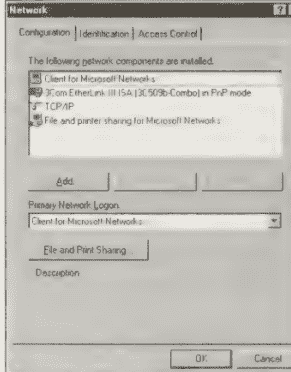 Network
Configuration Identification Access Control
The following network components are installed.
Client for Microsoft Networks
3Com EtherLink III ISA (3C509b-Combo) in PnP mode
TCP/IP
File and printer sharing for Microsoft Networks
Add.
Primary Network Logon.
Client for Microsoft Networks
File and Print Sharing
Description
OK
Cancel